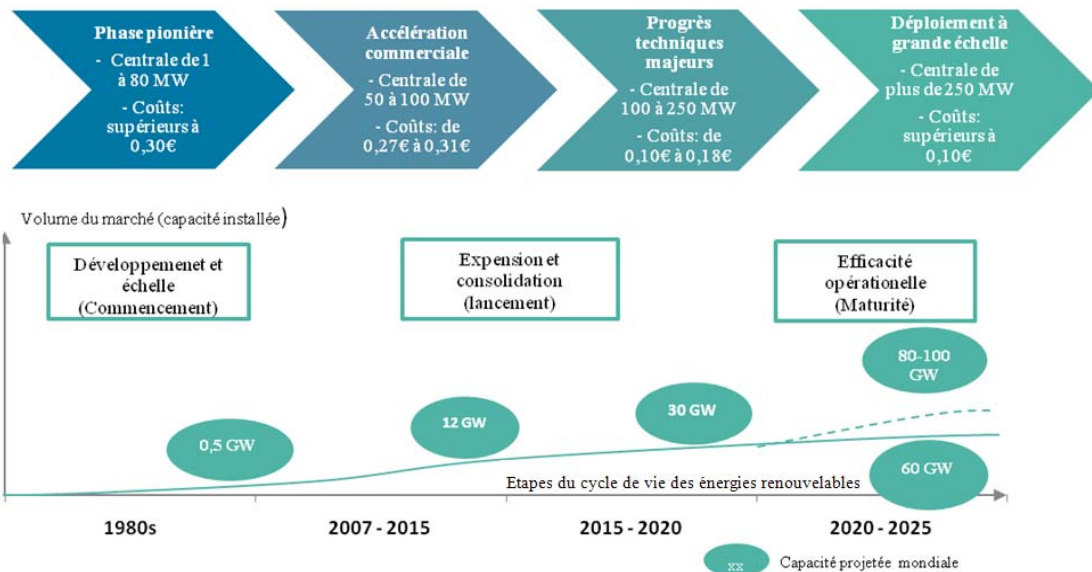 Phase pionière
- Centrale de 1
à 80 MW
- Coûts:
supérieurs à
0,30€
Accélération
commerciale
- Centrale de
50 à 100 MW
- Coûts: de
0,27€ à 0,31€
Progrès
techniques
majeurs
- Centrale de
100 à 250 MW
- Coûts: de
0,10€ à 0,18€
Déploiement à
grande échelle
- Centrale de
plus de 250 MW
- Coûts:
supérieurs à
0,10€
Volume du marché (capacité installée)
Développemenet et
échelle
(Commencement)
Expension et
consolidation
(lancement)
Efficacité
opérationelle
(Maturité)
0,5 GW
12 GW
30 GW
80-100
GW
60 GW
Etapes du cycle de vie des énergies renouvelables
1980s
2007 - 2015
2015 - 2020
2020 - 2025
xx
Capacité projetée mondiale